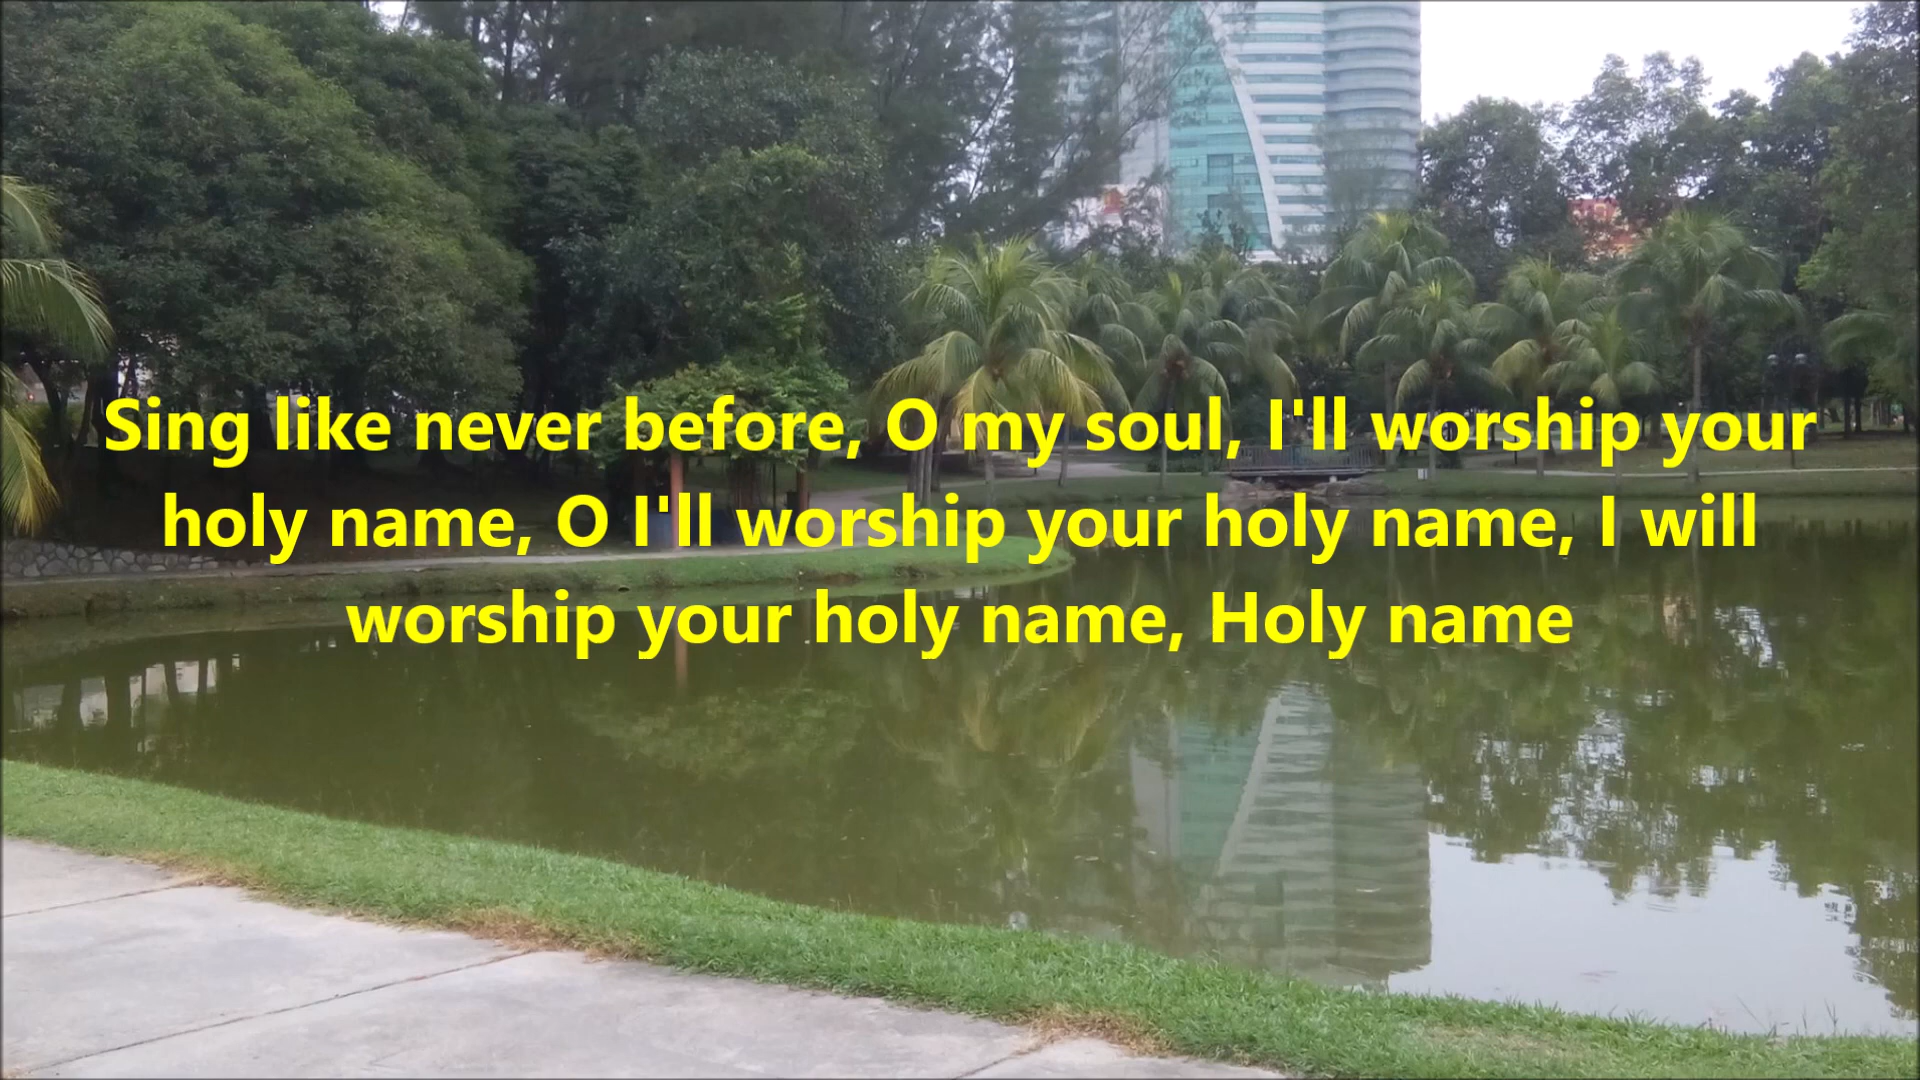 Sing like never before, O my soul, I'll worship your
holy name, O I'll worship your holy name, I will
worship your holy name, Holy name